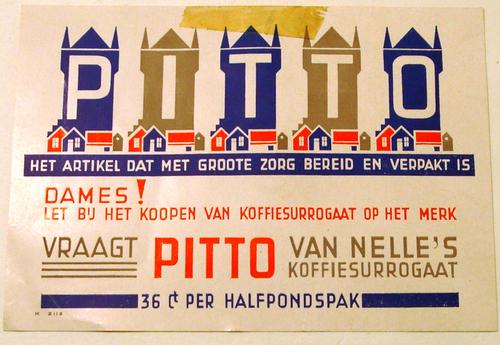 PITTO
HET ARTIKEL DAT MET GROOTE ZORG BEREID EN VERPAKT IS
DAMES!
LET BIJ HET KOOPEN VAN KOFFIESURROGAAT OP HET MERK
VRAAGT PITTO VAN NELLE'S
KOFFIESURROGAAT
36 ct PER HALFPONDSPAK